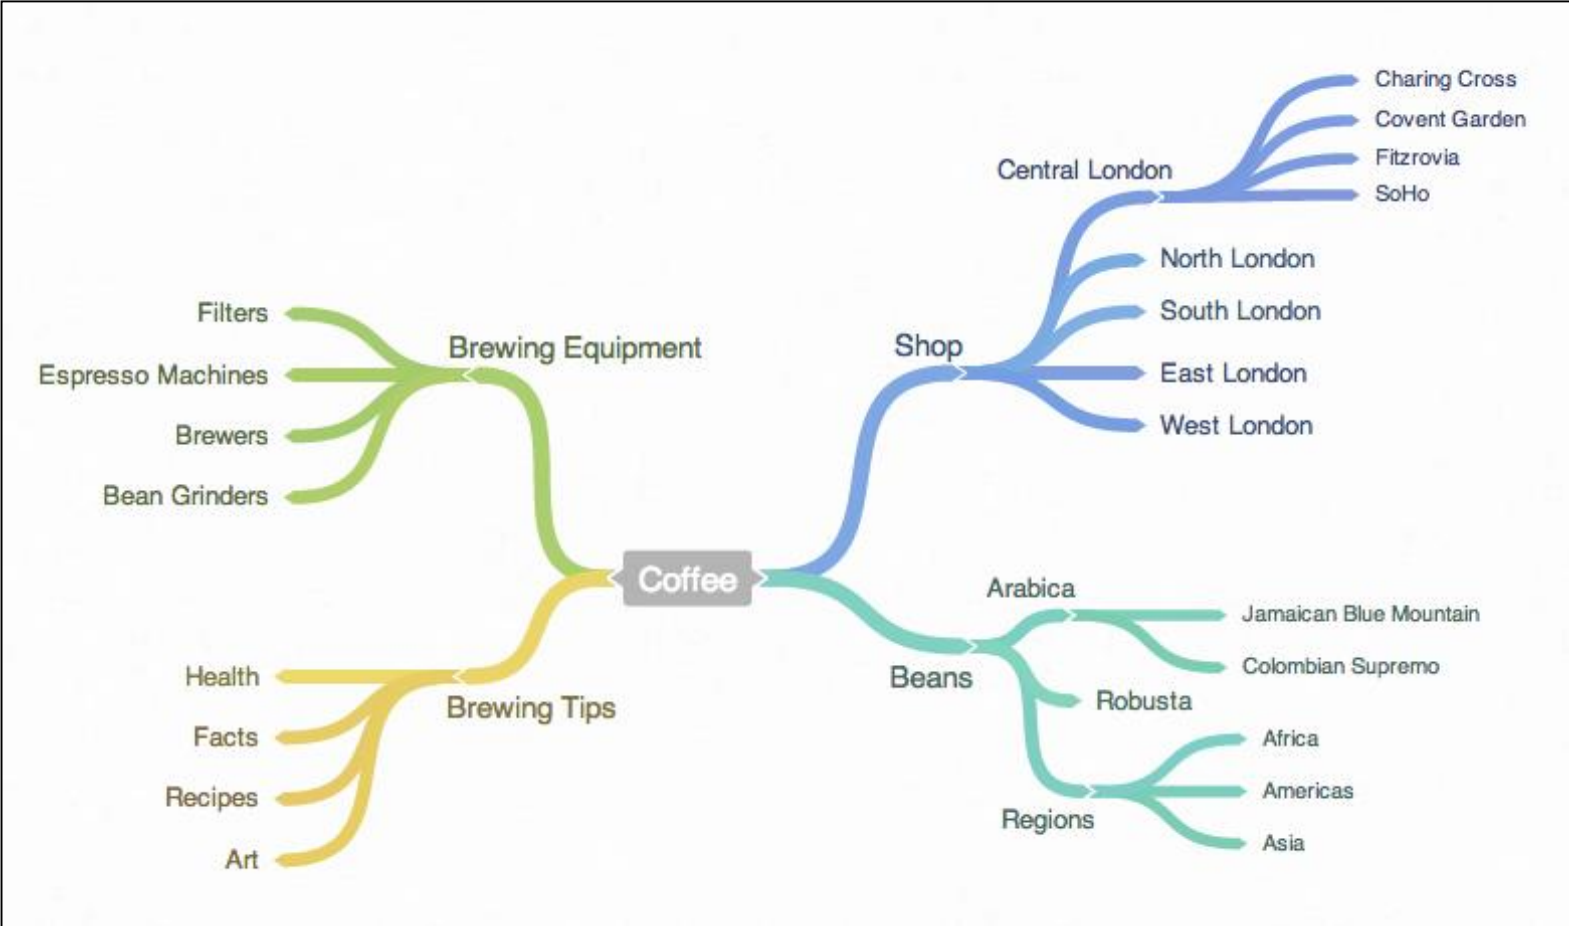 Charing Cross
Covent Garden
Central London
Fitzrovia
SoHo
North London
Filters
South London
Brewing Equipment
Shop
Espresso Machines
East London
Brewers
West London
Bean Grinders
Coffee
Arabica
Jamaican Blue Mountain
Health
Beans
Colombian Supremo
Brewing Tips
Robusta
Facts
Africa
Recipes
Americas
Regions
Art
Asia